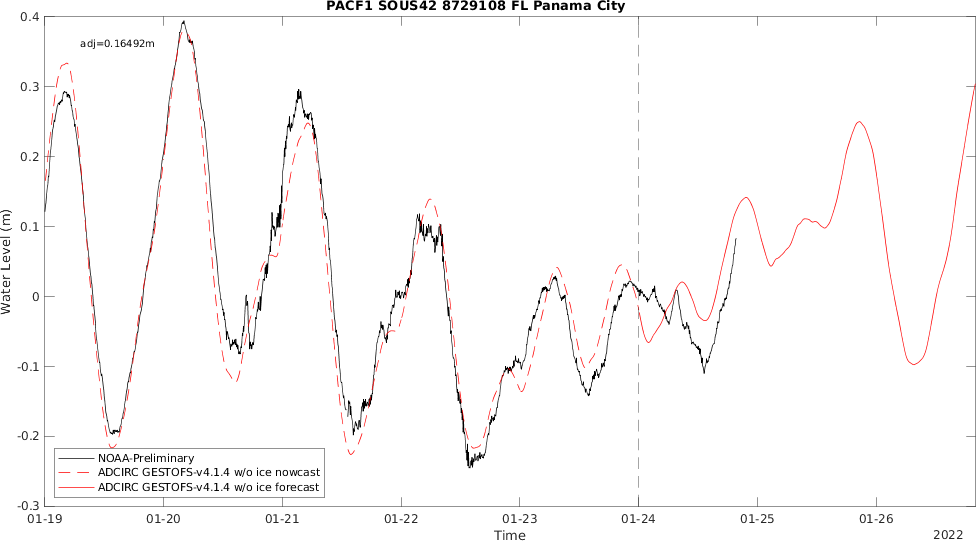 PACF1 SOUS42 8729108 FL Panama City
adj=0.16492m
Water Level (m)
0.4
0.3
0.2
0.1
0
-0.1
-0.2
-0.3
NOAA-Preliminary
ADCIRC GESTOFS-v4.1.4 w/o ice nowcast
ADCIRC GESTOFS-v4.1.4 w/o ice forecast
01-19 01-20 01-21 01-22 01-23 01-24 01-25 01-26
Time
2022